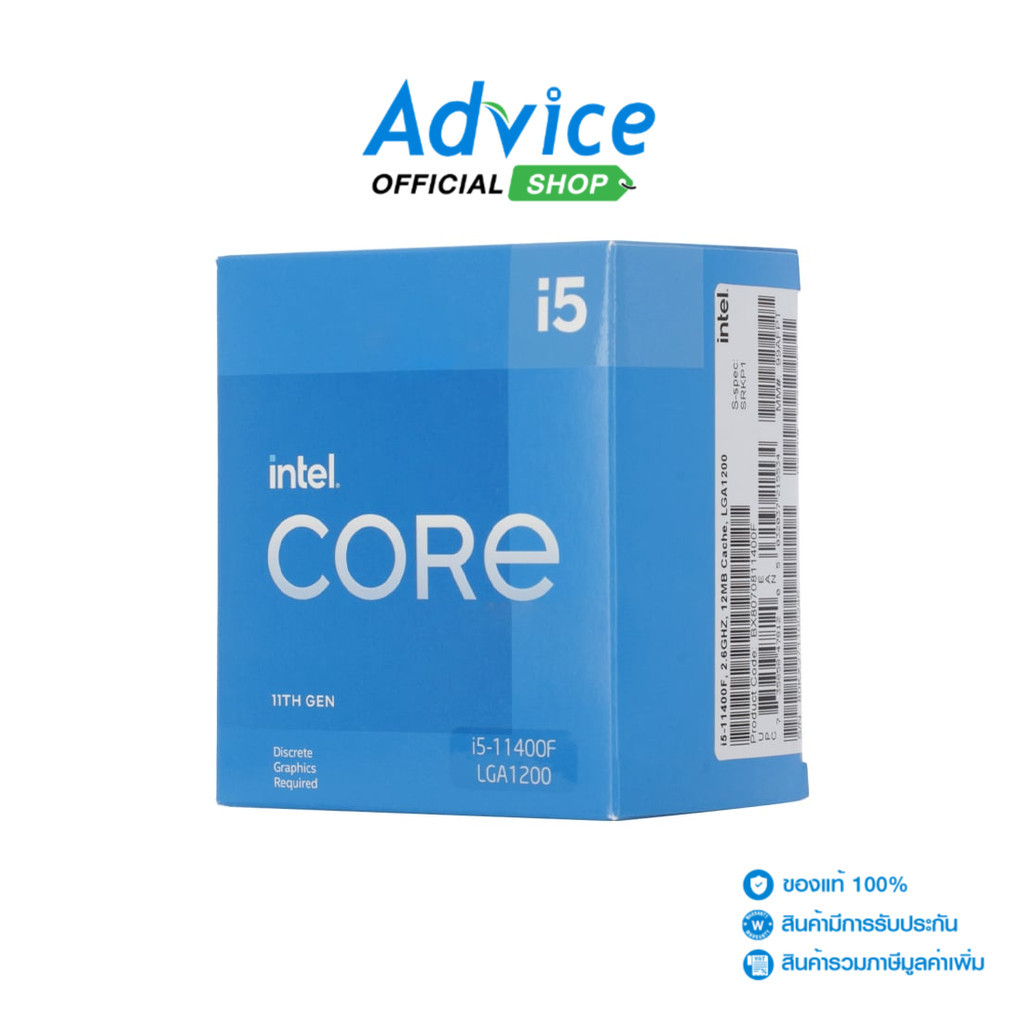 Advice
OFFICIAL SHOP
i5
intel.
CORE
11TH GEN
Discrete
Graphics
Required
i5-11400F
LGA1200
intel.
S-spec:
SRKP1
MM#: 99AFP1
i5-11400F, 2.6GHZ, 12MB Cache, LGA1200
Product Code BX8070811400F
ของแท้ 100%
สินค้ามีการรับประกัน
สินค้ารวมภาษีมูลค่าเพิ่ม